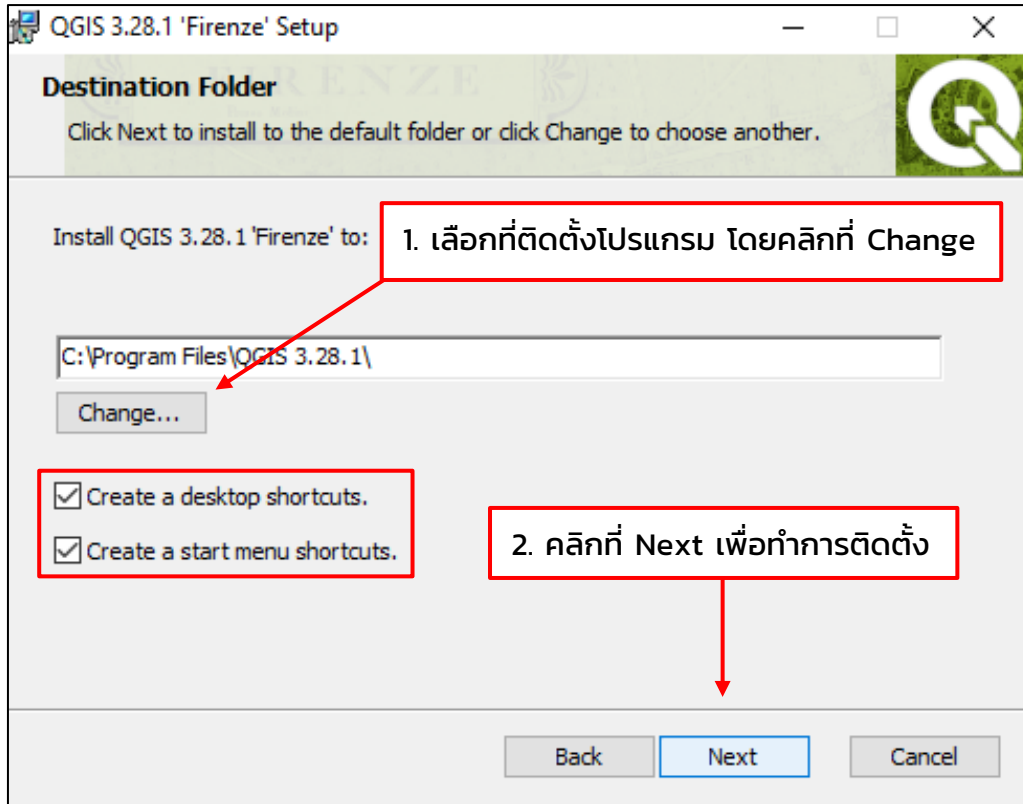 QGIS 3.28.1 'Firenze' Setup
FIRENZE
Destination Folder
Click Next to install to the default folder or click Change to choose another.
Install QGIS 3.28.1 'Firenze' to:
1. เลือกที่ติดตั้งโปรแกรม โดยคลิกที่ Change
C:\Program Files\QGIS 3.28.1\
Change...
Create a desktop shortcuts.
Create a start menu shortcuts.
2. คลิกที่ Next เพื่อทำการติดตั้ง
Back
Next
Cancel